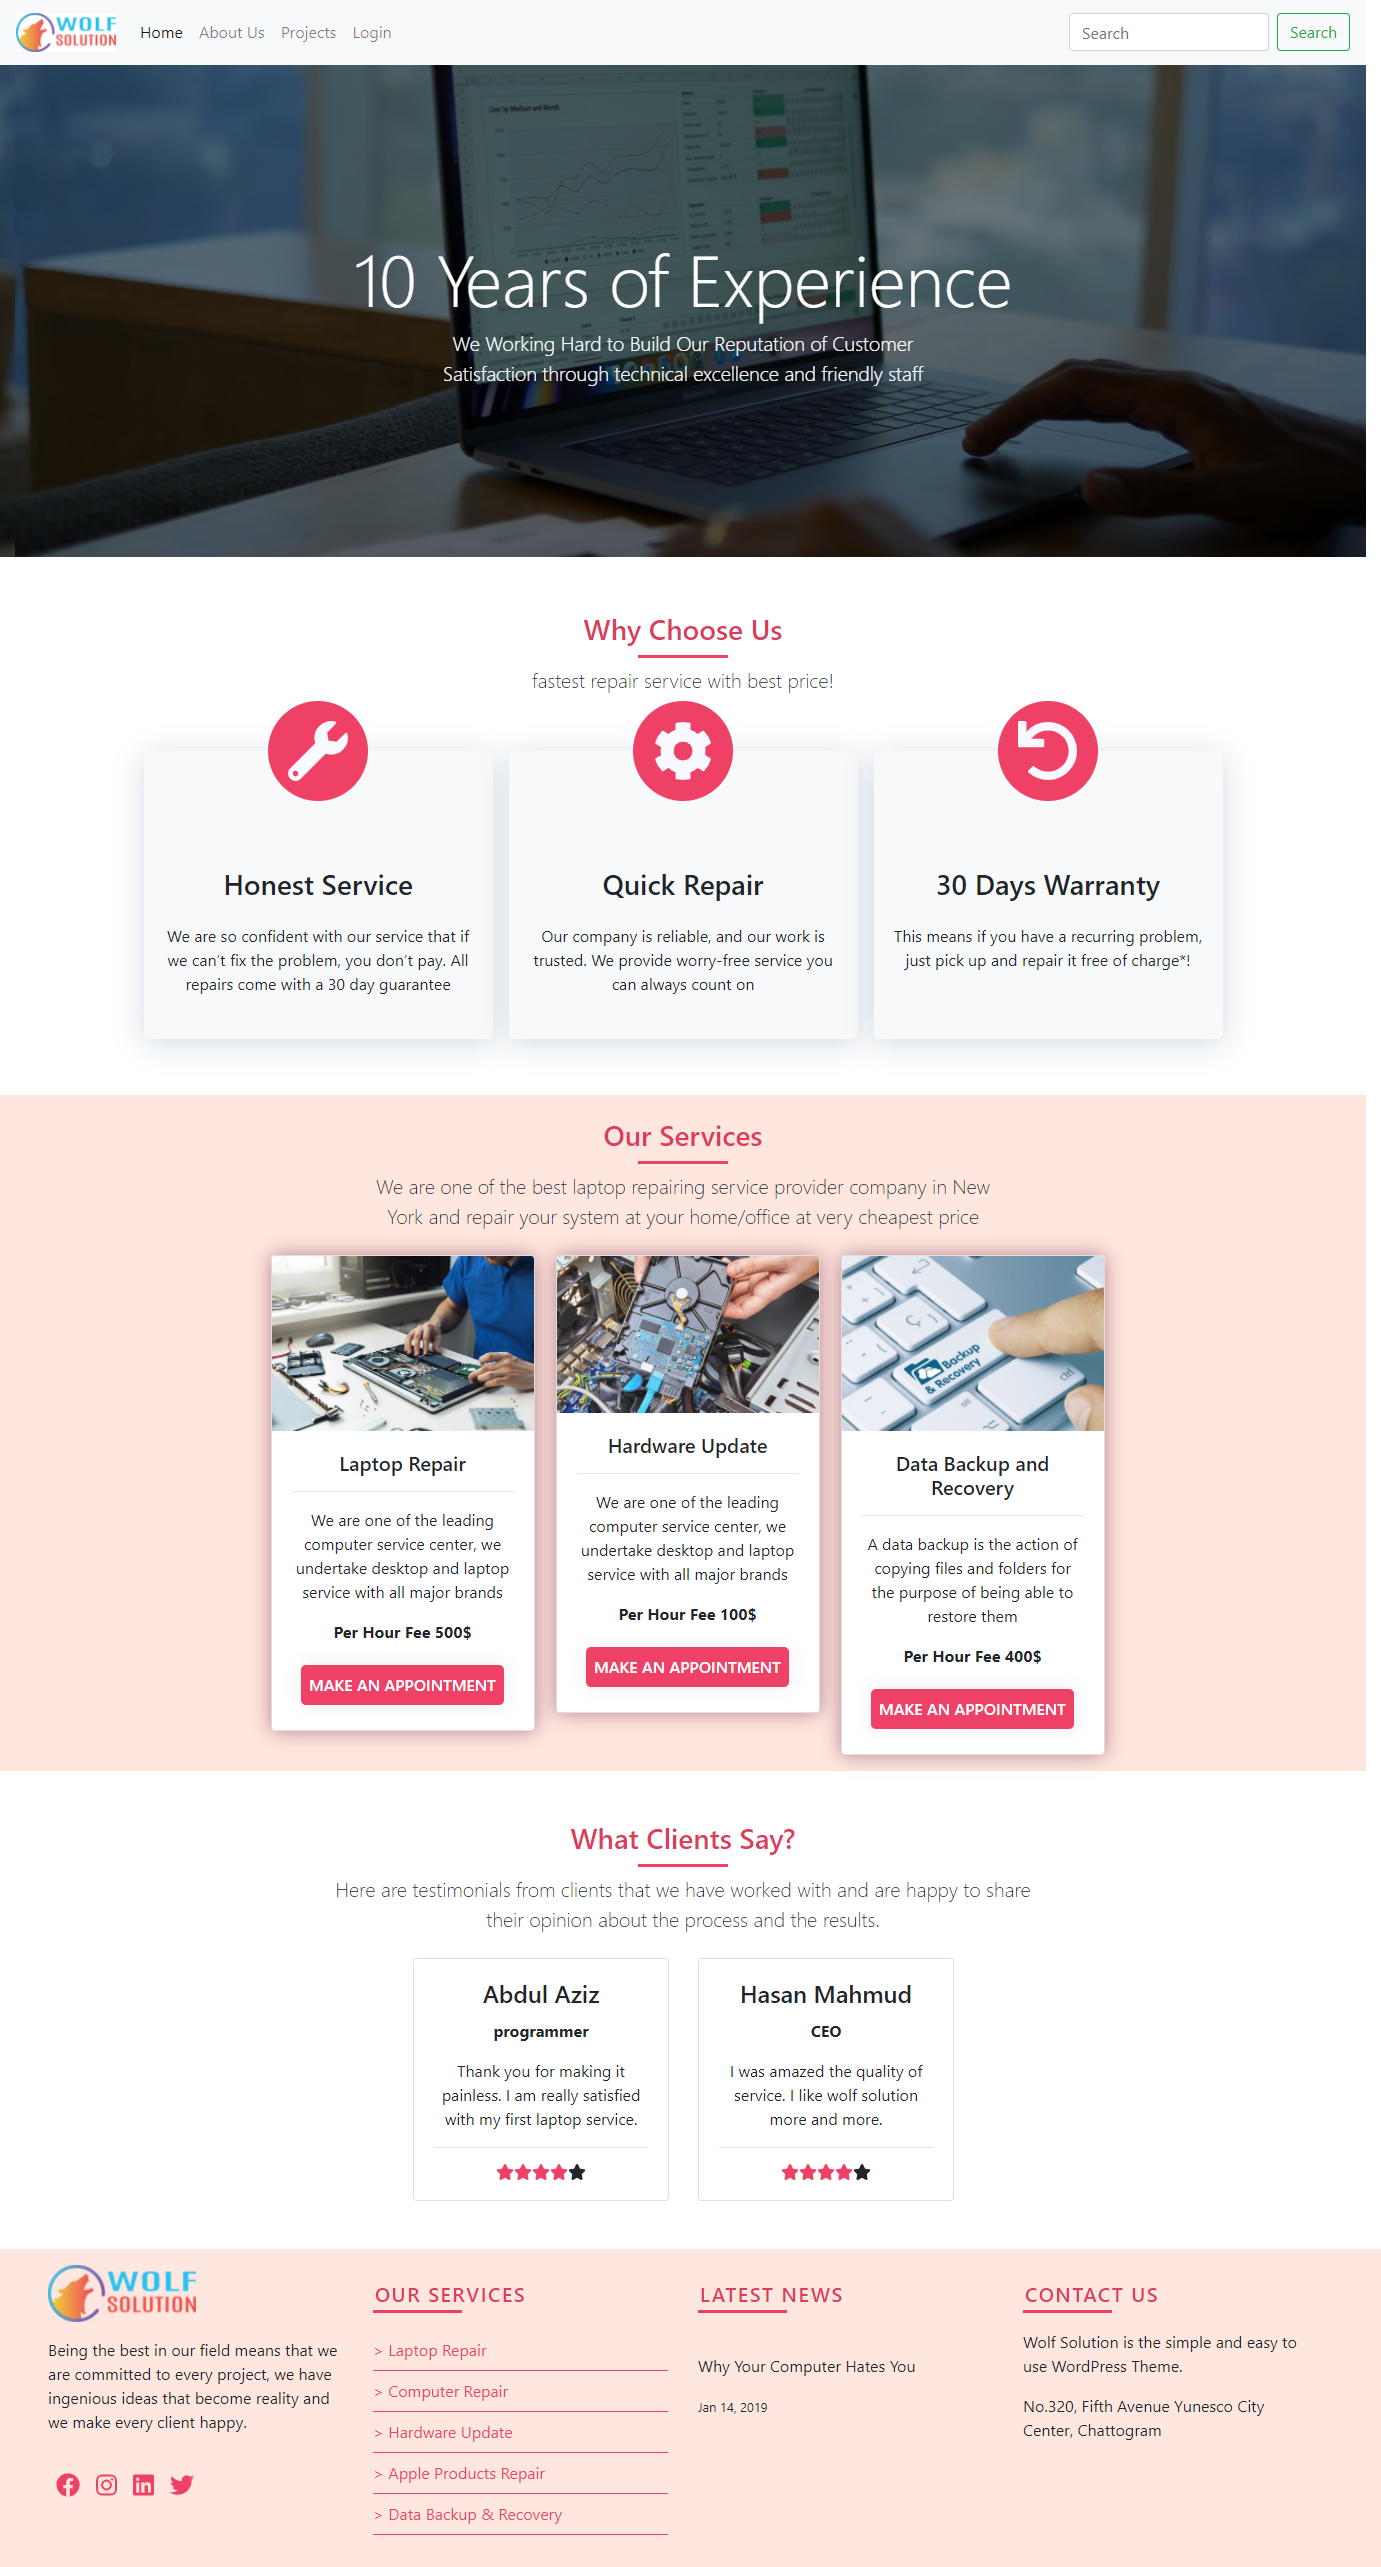 WOLF
SOLUTION
Home About Us Projects Login
Search
Search
User by Medium and Month
10 Years of Experience
We Working Hard to Build Our Reputation of Customer
Satisfaction through technical excellence and friendly staff
Why Choose Us
fastest repair service with best price!
Honest Service
We are so confident with our service that if
we can't fix the problem, you don't pay. All
repairs come with a 30 day guarantee
Quick Repair
Our company is reliable, and our work is
trusted. We provide worry-free service you
can always count on
30 Days Warranty
This means if you have a recurring problem,
just pick up and repair it free of charge*!
Our Services
We are one of the best laptop repairing service provider company in New
York and repair your system at your home/office at very cheapest price
Laptop Repair
We are one of the leading
computer service center, we
undertake desktop and laptop
service with all major brands
Per Hour Fee 500$
MAKE AN APPOINTMENT
Hardware Update
We are one of the leading
computer service center, we
undertake desktop and laptop
service with all major brands
Per Hour Fee 100$
MAKE AN APPOINTMENT
Backup
& Recovery
ctrl
Data Backup and
Recovery
A data backup is the action of
copying files and folders for
the purpose of being able to
restore them
Per Hour Fee 400$
MAKE AN APPOINTMENT
What Clients Say?
Here are testimonials from clients that we have worked with and are happy to share
their opinion about the process and the results.
Abdul Aziz
programmer
Thank you for making it
painless. I am really satisfied
with my first laptop service.
Hasan Mahmud
CEO
I was amazed the quality of
service. I like wolf solution
more and more.
WOLF
SOLUTION
Being the best in our field means that we
are committed to every project, we have
ingenious ideas that become reality and
we make every client happy.
OUR SERVICES
> Laptop Repair
> Computer Repair
> Hardware Update
> Apple Products Repair
> Data Backup & Recovery
LATEST NEWS
Why Your Computer Hates You
Jan 14, 2019
CONTACT US
Wolf Solution is the simple and easy to
use WordPress Theme.
No.320, Fifth Avenue Yunesco City
Center, Chattogram